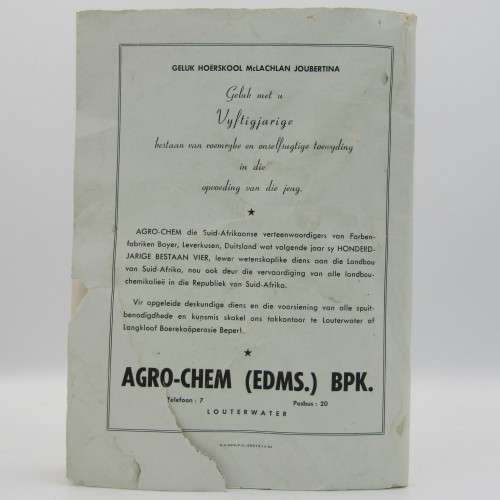 GELUK HOERSKOOL McLACHLAN JOUBERTINA
Geluk met u
Vyftigjarige
bestaan van roemryke en onselfsugtige toewyding
in die
opvoeding van die jeug.
★
AGRO-CHEM die Suid-Afrikaanse verteenwoordigers van Farben-
fabriken Bayer, Leverkusen, Duitsland wat volgende jaar sy HONDERD-
JARIGE BESTAAN VIER, lewer wetenskaplike diens aan die Landbou
van Suid-Afrika, nou ook deur die vervaardiging van alle landbou-
chemikalieë in die Republiek van Suid-Afrika.
Vir opgeleide deskundige diens en die voorsiening van alle spuit-
benodigdhede en kunsmis skakel ons takkantoor te Louterwater of
Langkloof Boerekoöperasie Beperk.
★
AGRO-CHEM (EDMS.) BPK.
Telefoon : 7 Posbus : 20
LOUTERWATER